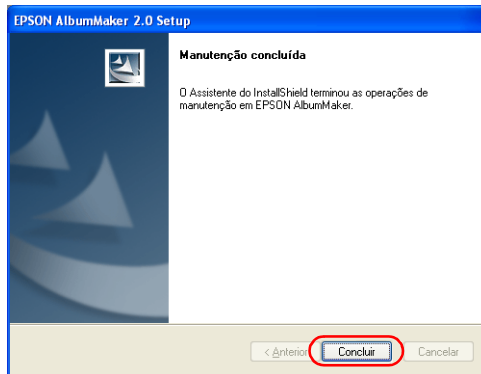 EPSON AlbumMaker 2.0 Setup
Manutenção concluída
O Assistente do InstallShield terminou as operações de
manutenção em EPSON AlbumMaker.
< Anterior Concluir Cancelar